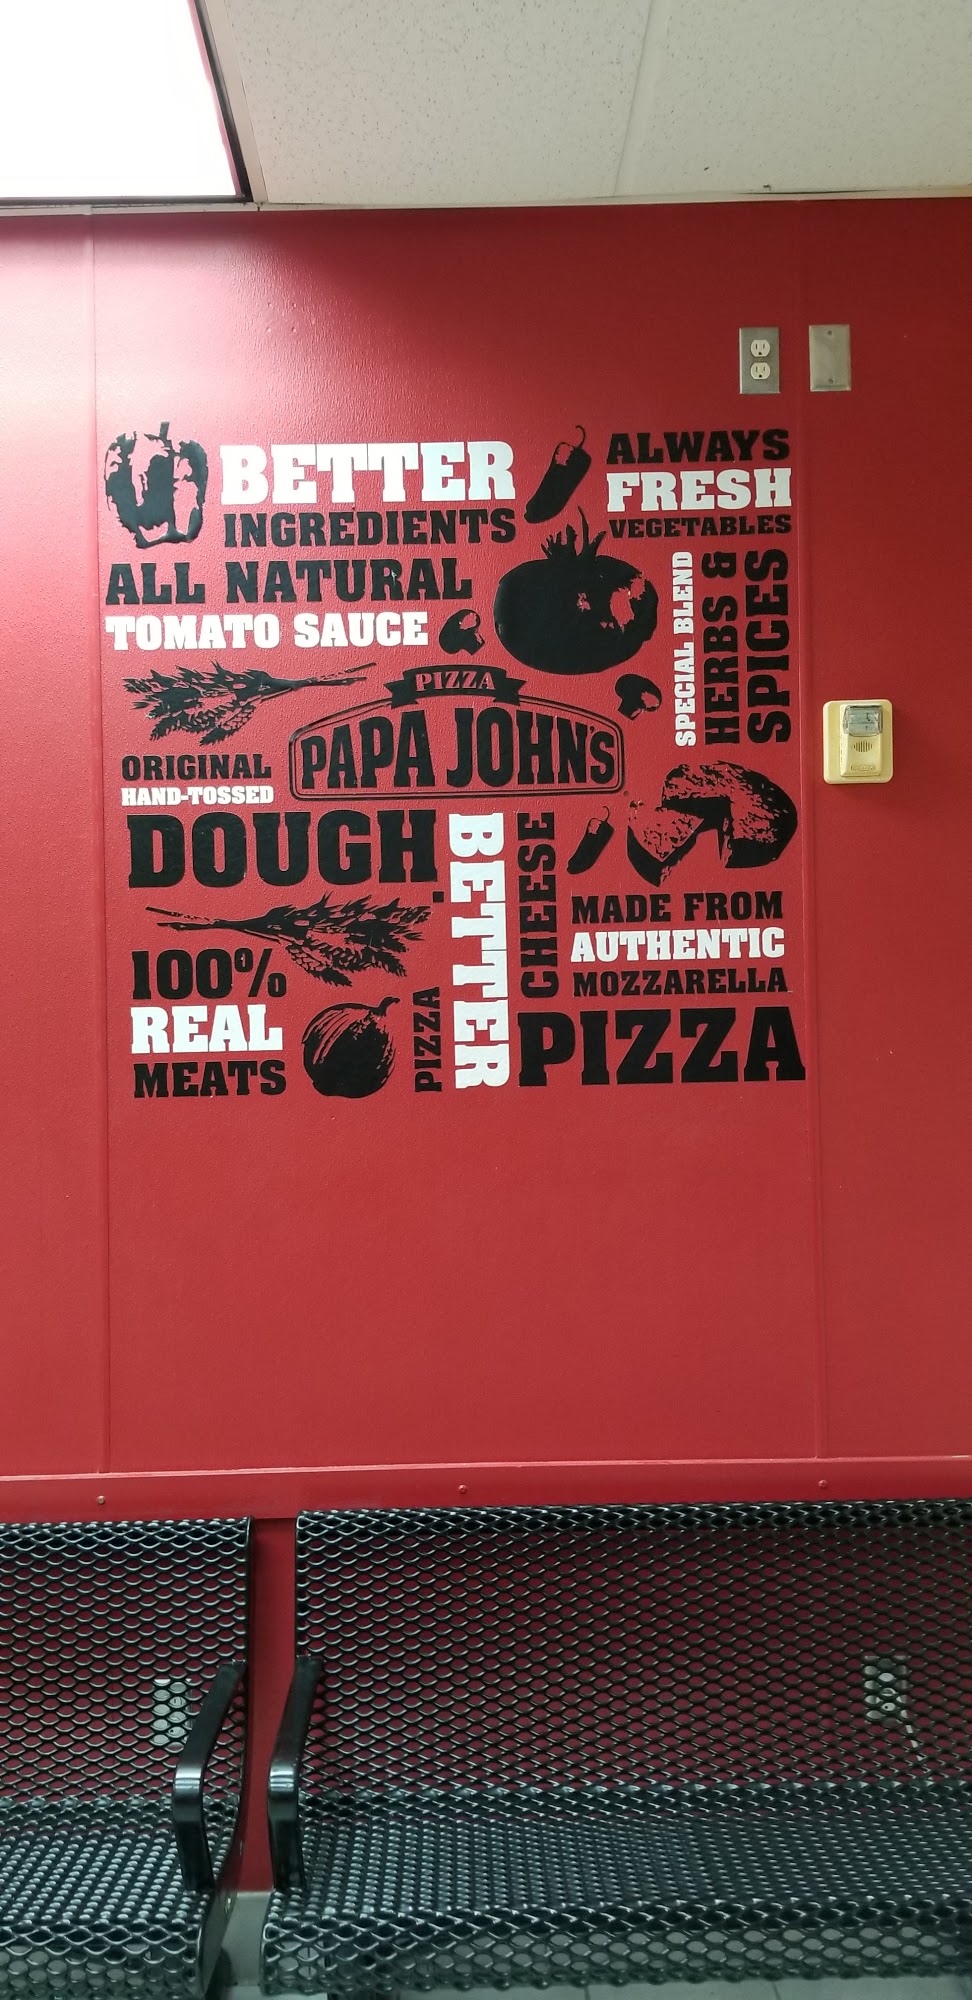 BETTER
INGREDIENTS
ALL NATURAL
TOMATO SAUCE
ALWAYS
FRESH
VEGETABLES
SPECIAL BLEND
HERBS &
SPICES
PIZZA
PAPA JOHN'S
ORIGINAL
HAND-TOSSED
DOUGH
100%
REAL
MEATS
PIZZA
BETTER
CHEESE
MADE FROM
AUTHENTIC
MOZZARELLA
PIZZA